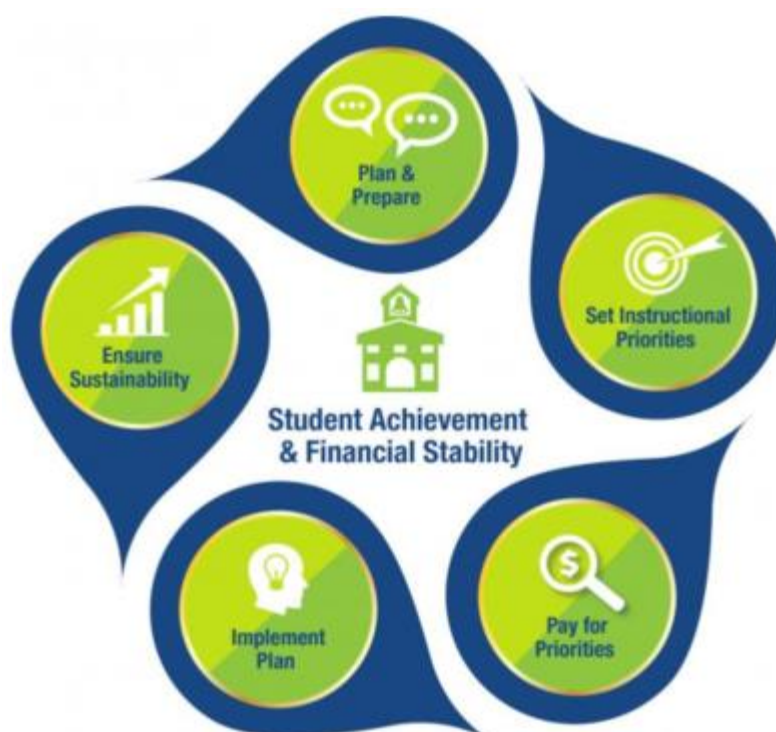 Plan &
Prepare
Set Instructional
Priorities
Pay for
Priorities
Implement
Plan
Ensure
Sustainability
Student Achievement
& Financial Stability
$